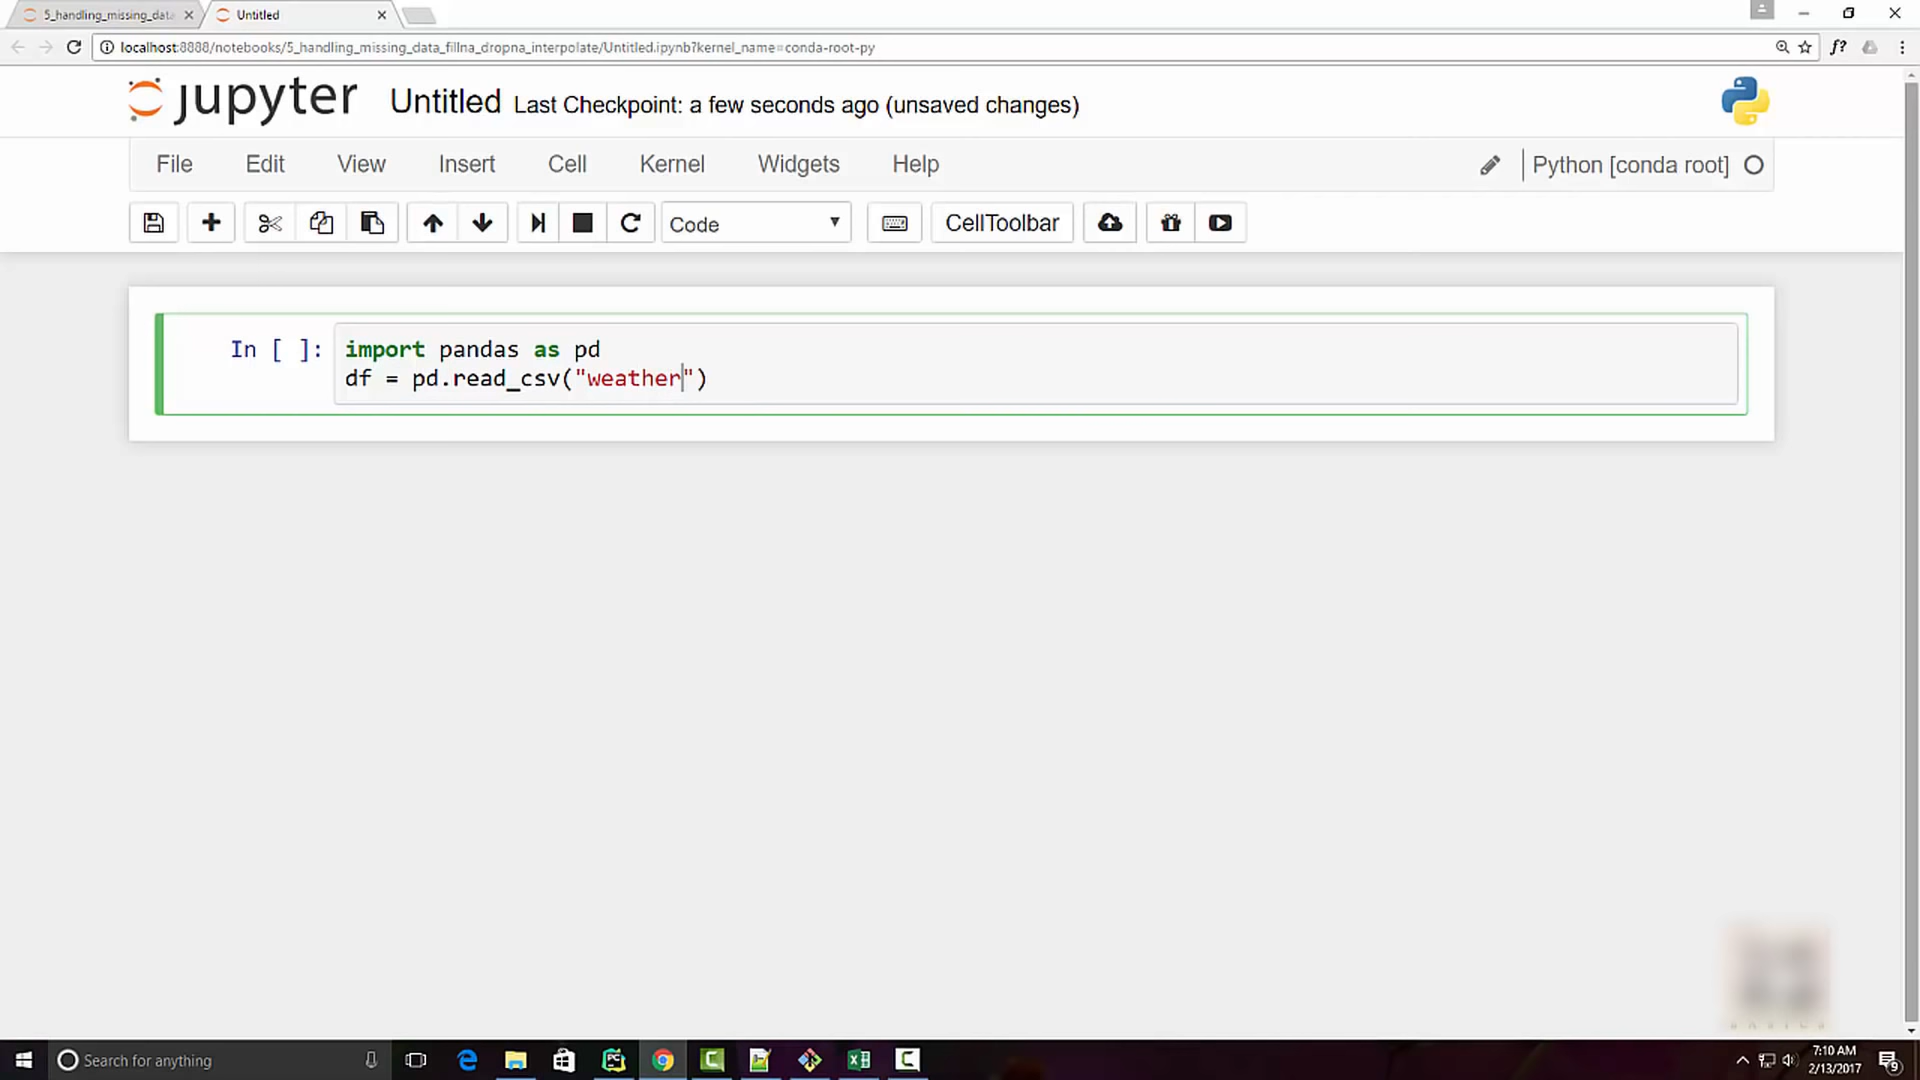 5_handling_missing_data
Untitled
localhost:8888/notebooks/5_handling_missing_data_fillna_dropna_interpolate/Untitled.ipynb?kernel_name=conda-root-py
f?
jupyter Untitled Last Checkpoint: a few seconds ago (unsaved changes)
File Edit View Insert Cell Kernel Widgets Help Python [conda root]
Code CellToolbar
In [ ]: import pandas as pd
df = pd.read_csv("weather")
BASICS
Search for anything
7:10 AM
2/13/2017